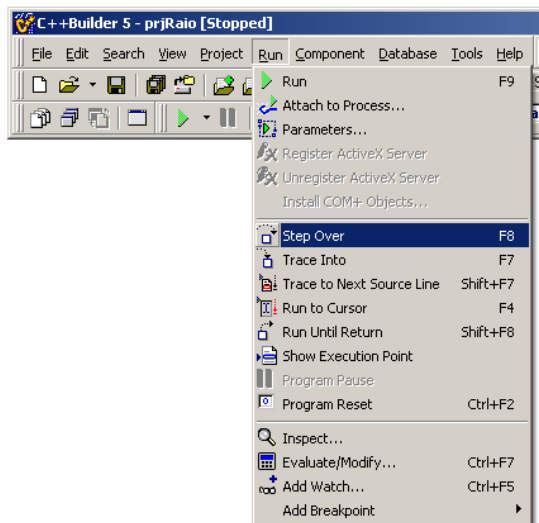 C++Builder 5 - prjRaio [Stopped]
File Edit Search View Project Run Component Database Tools Help
Run F9
Attach to Process...
Parameters...
Register ActiveX Server
Unregister ActiveX Server
Install COM+ Objects...
Step Over F8
Trace Into F7
Trace to Next Source Line Shift+F7
Run to Cursor F4
Run Until Return Shift+F8
Show Execution Point
Program Pause
Program Reset Ctrl+F2
Inspect...
Evaluate/Modify... Ctrl+F7
Add Watch... Ctrl+F5
Add Breakpoint